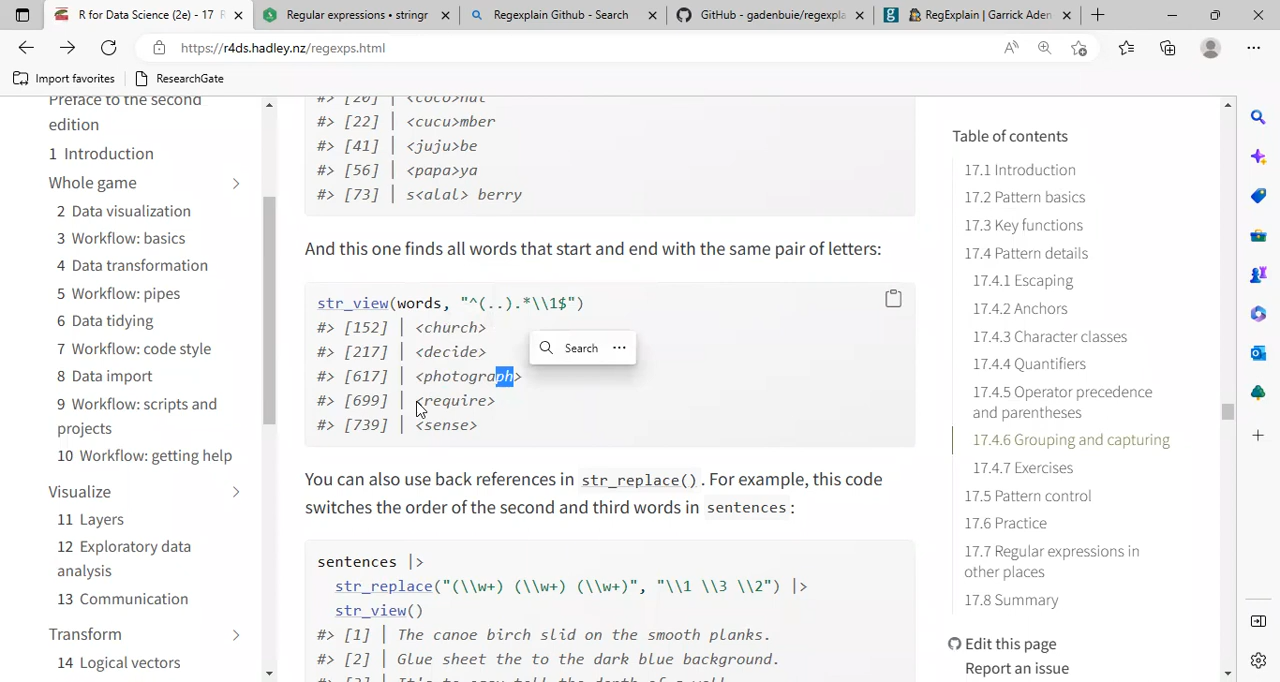 R for Data Science (2e) - 17
Regular expressions • stringr
Regexplain Github - Search
GitHub - gadenbuie/regexpla
RegExplain | Garrick Aden
https://r4ds.hadley.nz/regexps.html
Import favorites
ResearchGate
Preface to the second
edition
1 Introduction
Whole game
2 Data visualization
3 Workflow: basics
4 Data transformation
5 Workflow: pipes
6 Data tidying
7 Workflow: code style
8 Data import
9 Workflow: scripts and
projects
10 Workflow: getting help
Visualize
11 Layers
12 Exploratory data
analysis
13 Communication
Transform
14 Logical vectors
#> [20] │ <coco>nut
#> [22] │ <cucu>mber
#> [41] │ <juju>be
#> [56] │ <papa>ya
#> [73] │ s<alal> berry
And this one finds all words that start and end with the same pair of letters:
str_view(words, "^(..).*\\1$")
#> [152] │ <church>
#> [217] │ <decide>
#> [617] │ <photograph>
#> [699] │ <require>
#> [739] │ <sense>
Search
You can also use back references in str_replace(). For example, this code
switches the order of the second and third words in sentences:
sentences |>
str_replace("(\\w+) (\\w+) (\\w+)", "\\1 \\3 \\2") |>
str_view()
#> [1] │ The canoe birch slid on the smooth planks.
#> [2] │ Glue sheet the to the dark blue background.
#> [3] │ It's to easy tell the depth of a well.
Table of contents
17.1 Introduction
17.2 Pattern basics
17.3 Key functions
17.4 Pattern details
17.4.1 Escaping
17.4.2 Anchors
17.4.3 Character classes
17.4.4 Quantifiers
17.4.5 Operator precedence
and parentheses
17.4.6 Grouping and capturing
17.4.7 Exercises
17.5 Pattern control
17.6 Practice
17.7 Regular expressions in
other places
17.8 Summary
Edit this page
Report an issue